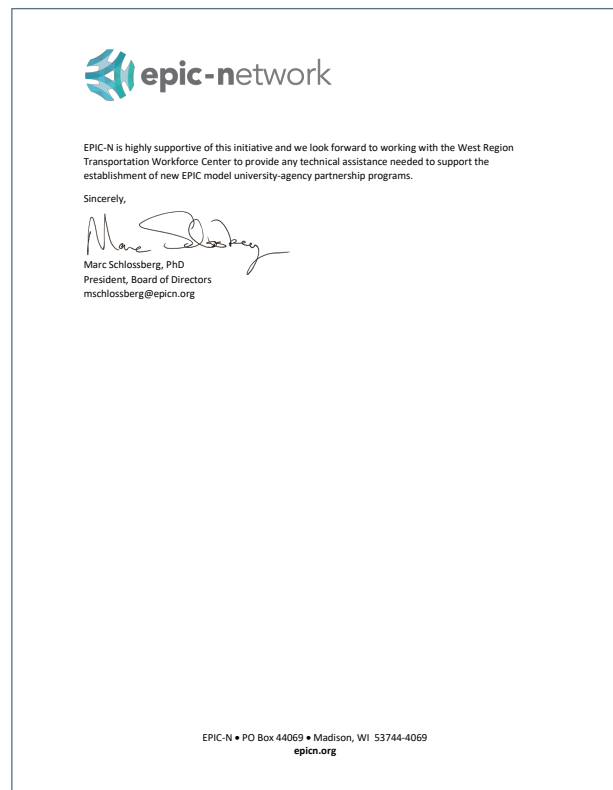 epic-network
EPIC-N is highly supportive of this initiative and we look forward to working with the West Region
Transportation Workforce Center to provide any technical assistance needed to support the
establishment of new EPIC model university-agency partnership programs.
Sincerely,
Marc Schlossberg
Marc Schlossberg, PhD
President, Board of Directors
mschlossberg@epicn.org
EPIC-N • PO Box 44069 • Madison, WI 53744-4069
epicn.org